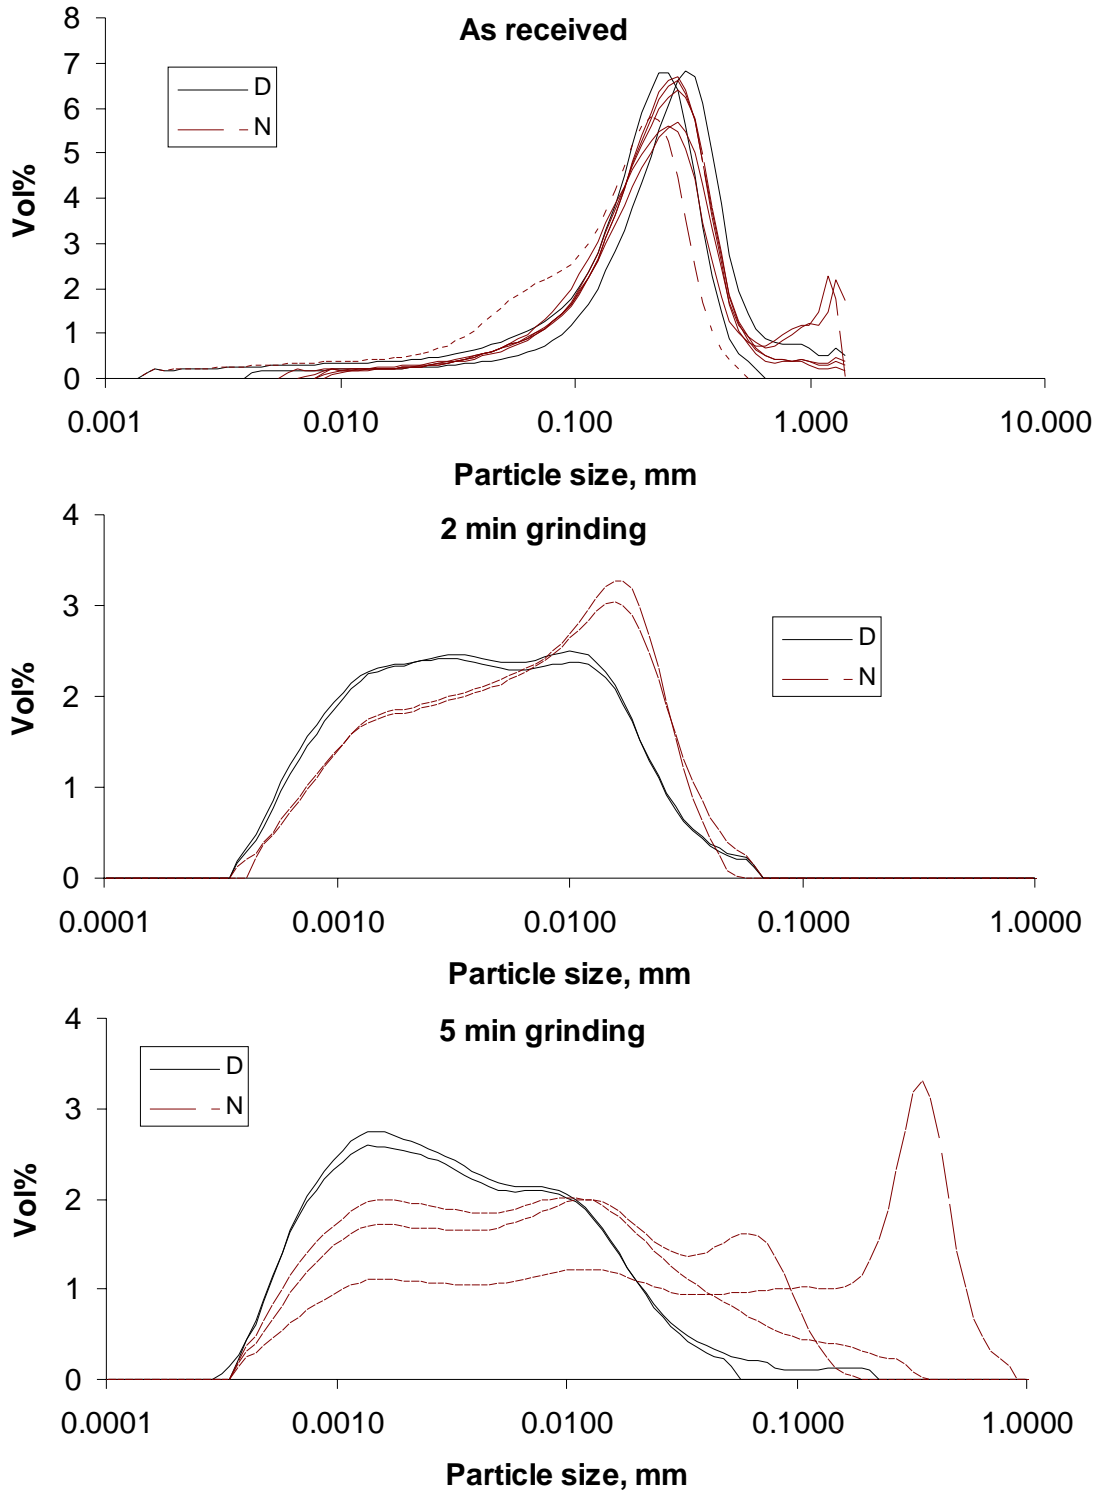 As received
8
7
6
5
4
3
2
1
0
Vol%
D
N
0.001 0.010 0.100 1.000 10.000
Particle size, mm
2 min grinding
4
3
2
1
0
Vol%
D
N
0.0001 0.0010 0.0100 0.1000 1.0000
Particle size, mm
5 min grinding
4
3
2
1
0
Vol%
D
N
0.0001 0.0010 0.0100 0.1000 1.0000
Particle size, mm